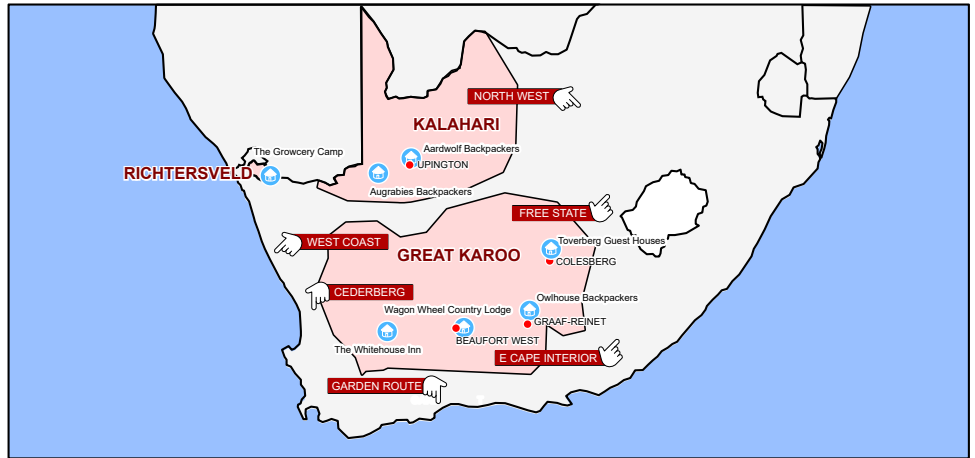 NORTH WEST
KALAHARI
The Growcery Camp
Aardwolf Backpackers
UPINGTON
RICHTERSVELD
Augrabies Backpackers
FREE STATE
WEST COAST
Toverberg Guest Houses
GREAT KAROO
COLESBERG
CEDERBERG
Owlhouse Backpackers
Wagon Wheel Country Lodge
GRAAF-REINET
BEAUFORT WEST
The Whitehouse Inn
E CAPE INTERIOR
GARDEN ROUTE